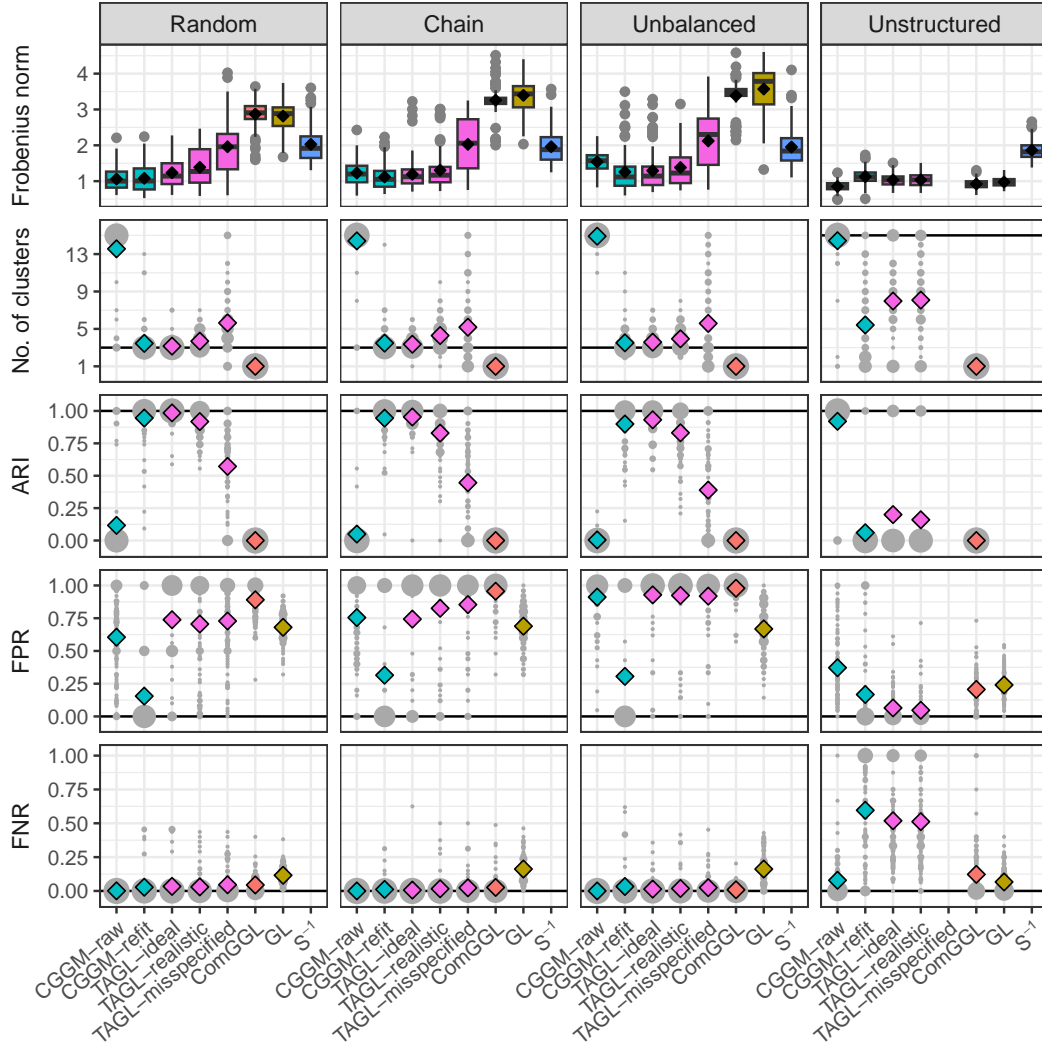 Random Chain Unbalanced Unstructured
Frobenius norm
4
3
2
1
No. of clusters
13
9
5
1
ARI
1.00
0.75
0.50
0.25
0.00
FPR
1.00
0.75
0.50
0.25
0.00
FNR
1.00
0.75
0.50
0.25
0.00
CGGM−raw
CGGM−refit
TAGL−ideal
TAGL−realistic
TAGL−misspecified
ComGGL
GL
S⁻¹
CGGM−raw
CGGM−refit
TAGL−ideal
TAGL−realistic
TAGL−misspecified
ComGGL
GL
S⁻¹
CGGM−raw
CGGM−refit
TAGL−ideal
TAGL−realistic
TAGL−misspecified
ComGGL
GL
S⁻¹
CGGM−raw
CGGM−refit
TAGL−ideal
TAGL−realistic
TAGL−misspecified
ComGGL
GL
S⁻¹